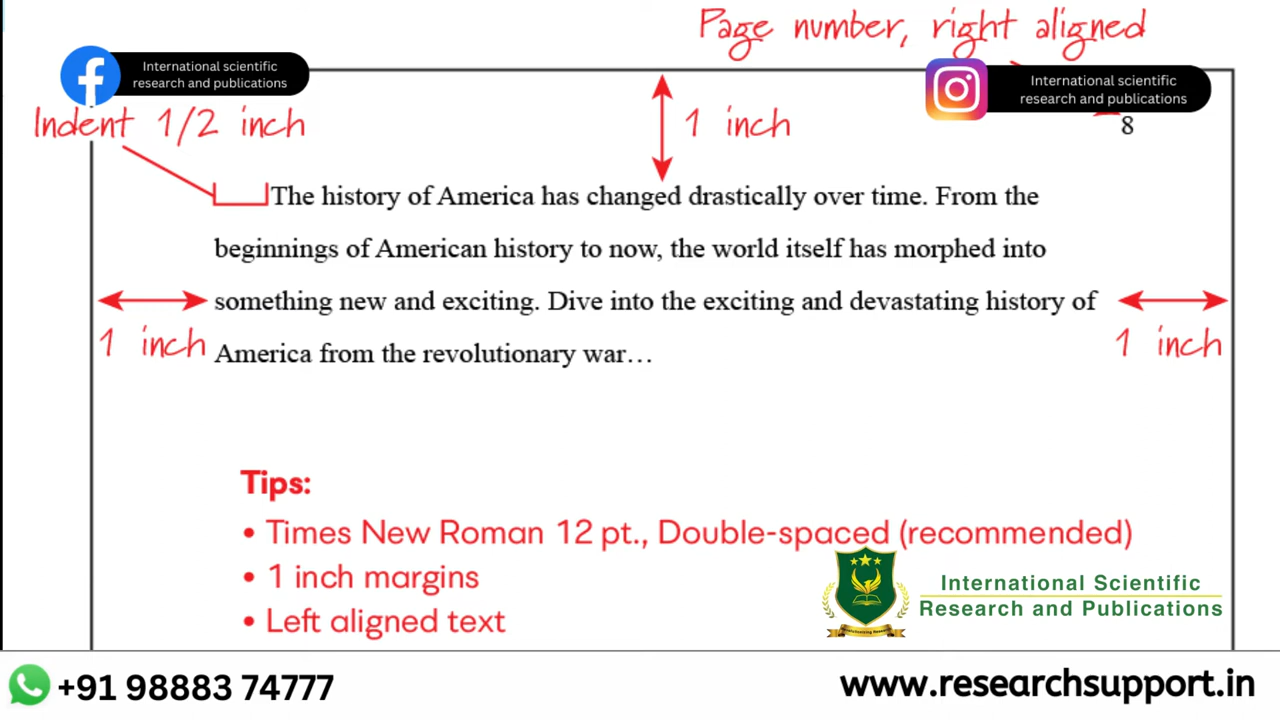 Page number, right aligned
International scientific
research and publications
International scientific
research and publications
Indent 1/2 inch
1 inch
8
The history of America has changed drastically over time. From the
beginnings of American history to now, the world itself has morphed into
something new and exciting. Dive into the exciting and devastating history of
America from the revolutionary war…
1 inch
1 inch
Tips:
• Times New Roman 12 pt., Double-spaced (recommended)
• 1 inch margins
• Left aligned text
International Scientific
Research and Publications
+91 98883 74777
www.researchsupport.in